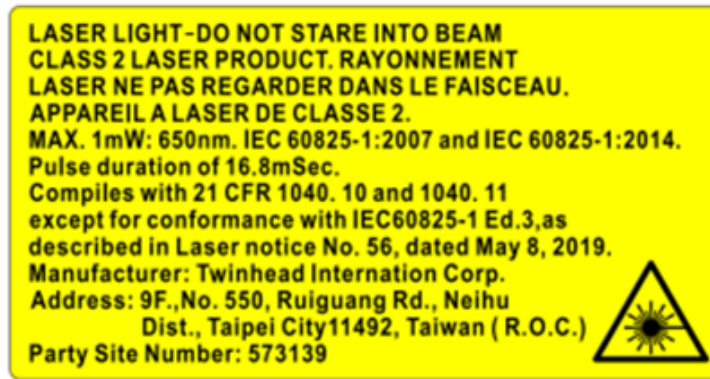 LASER LIGHT-DO NOT STARE INTO BEAM
CLASS 2 LASER PRODUCT. RAYONNEMENT
LASER NE PAS REGARDER DANS LE FAISCEAU.
APPAREIL A LASER DE CLASSE 2.
MAX. 1mW: 650nm. IEC 60825-1:2007 and IEC 60825-1:2014.
Pulse duration of 16.8mSec.
Compiles with 21 CFR 1040. 10 and 1040. 11
except for conformance with IEC60825-1 Ed.3,as
described in Laser notice No. 56, dated May 8, 2019.
Manufacturer: Twinhead Internation Corp.
Address: 9F.,No. 550, Ruiguang Rd., Neihu
Dist., Taipei City11492, Taiwan ( R.O.C.)
Party Site Number: 573139